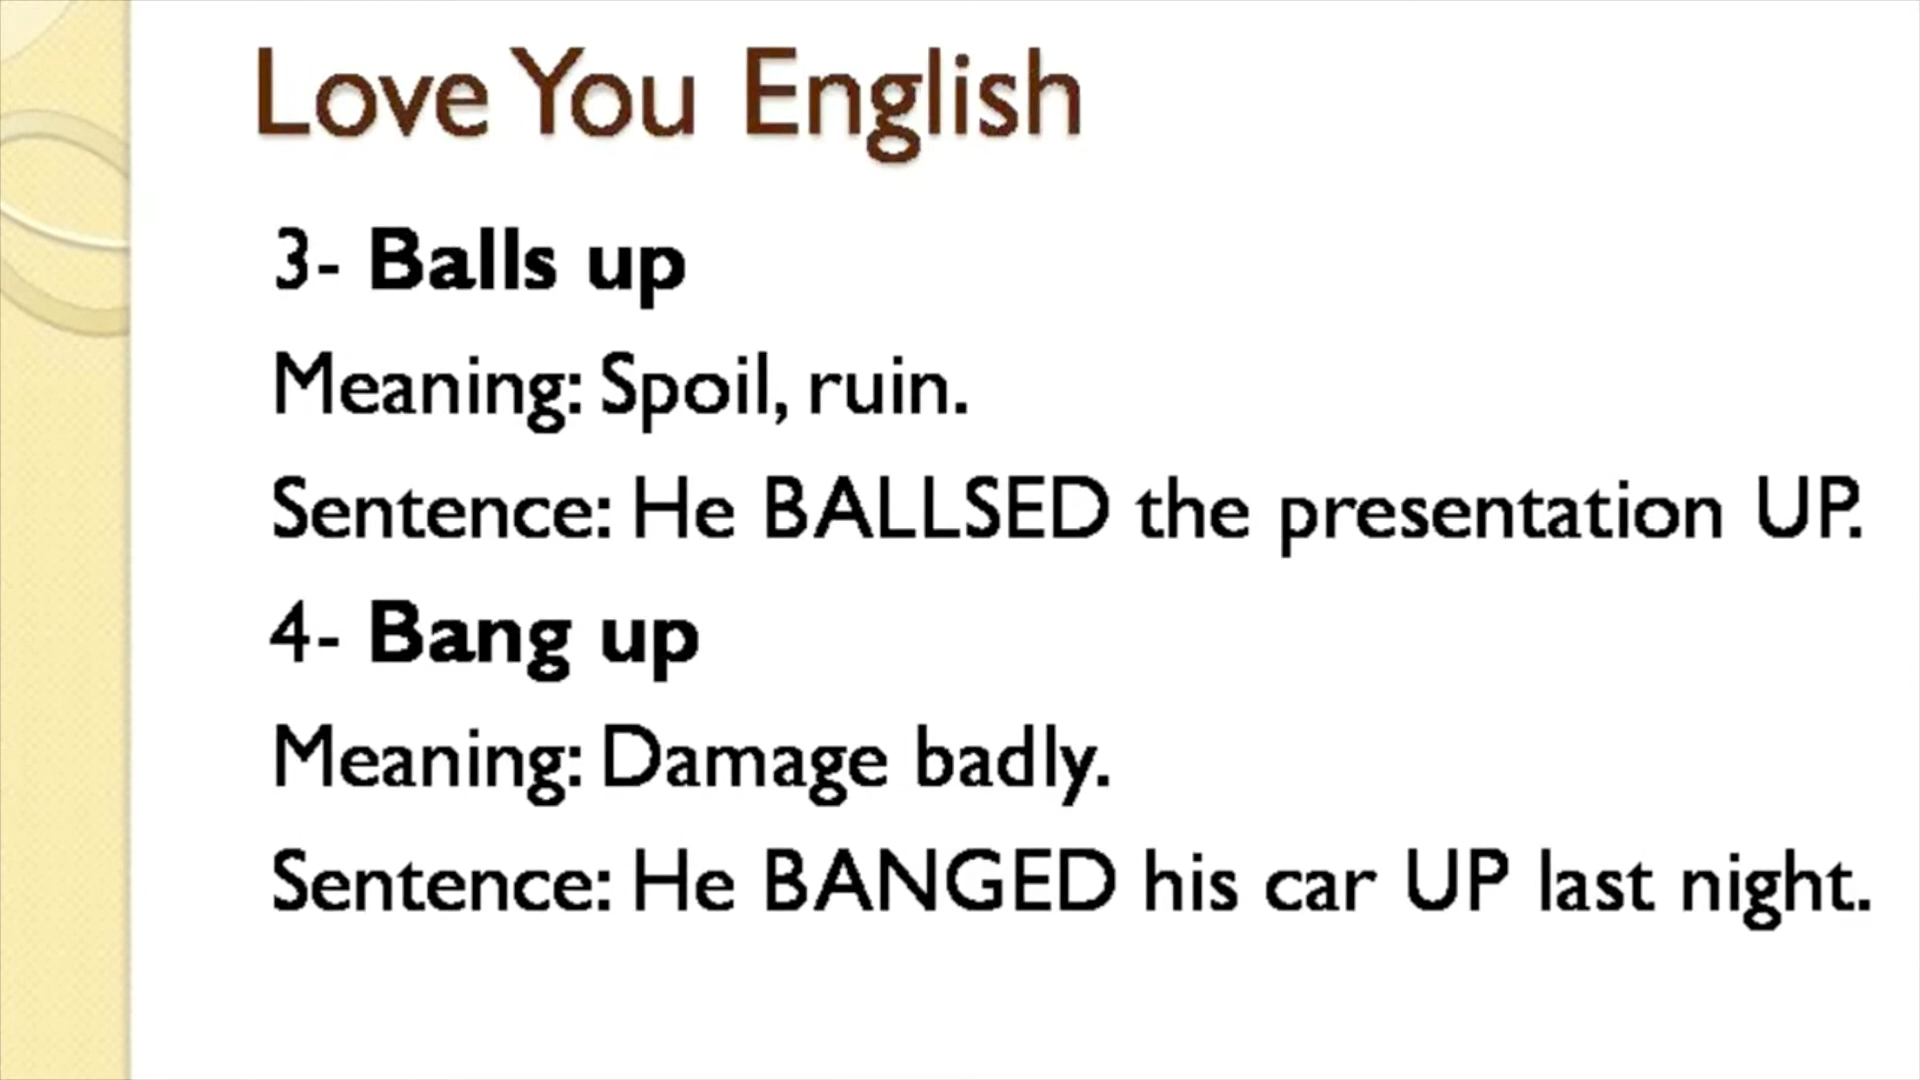 Love You English
3- Balls up
Meaning: Spoil, ruin.
Sentence: He BALLSED the presentation UP.
4- Bang up
Meaning: Damage badly.
Sentence: He BANGED his car UP last night.